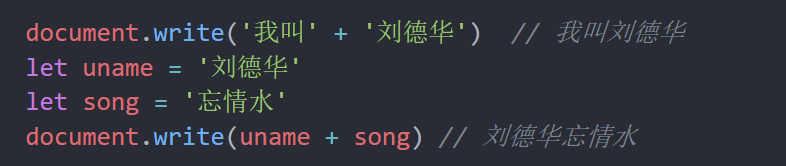 document.write('我叫' + '刘德华')  // 我叫刘德华
let uname = '刘德华'
let song = '忘情水'
document.write(uname + song) // 刘德华忘情水